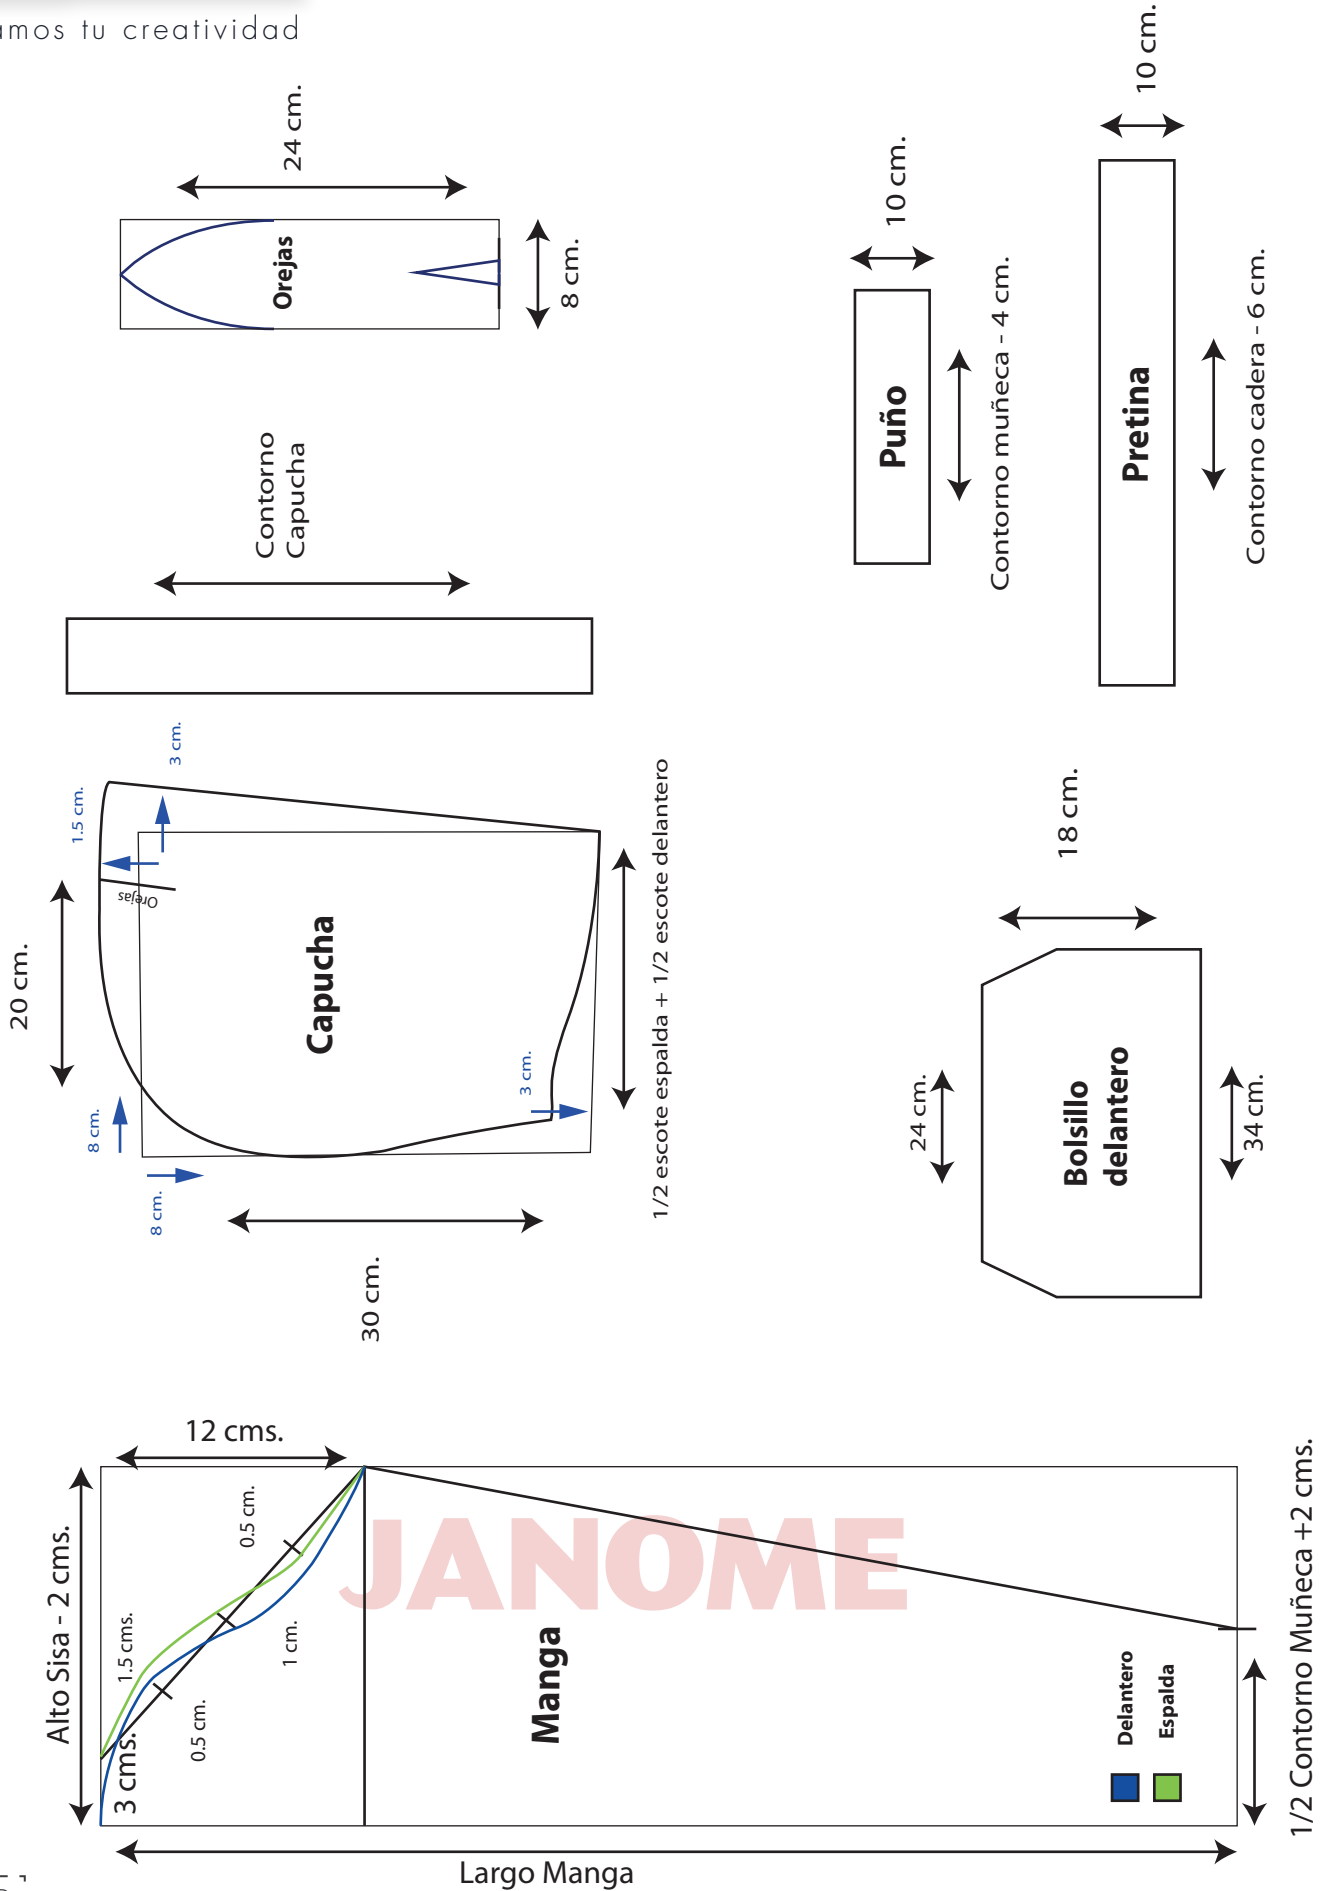 amos tu creatividad
24 cm.
Orejas
8 cm.
Contorno
Capucha
10 cm.
Puño
Contorno muñeca - 4 cm.
10 cm.
Pretina
Contorno cadera - 6 cm.
20 cm.
1.5 cm.
3 cm.
Orejas
Capucha
8 cm.
8 cm.
3 cm.
30 cm.
1/2 escote espalda + 1/2 escote delantero
18 cm.
24 cm.
Bolsillo
delantero
34 cm.
12 cms.
Alto Sisa - 2 cms.
0.5 cm.
1.5 cms.
1 cm.
0.5 cm.
3 cms.
JANOME
Manga
Delantero
Espalda
1/2 Contorno Muñeca +2 cms.
Largo Manga